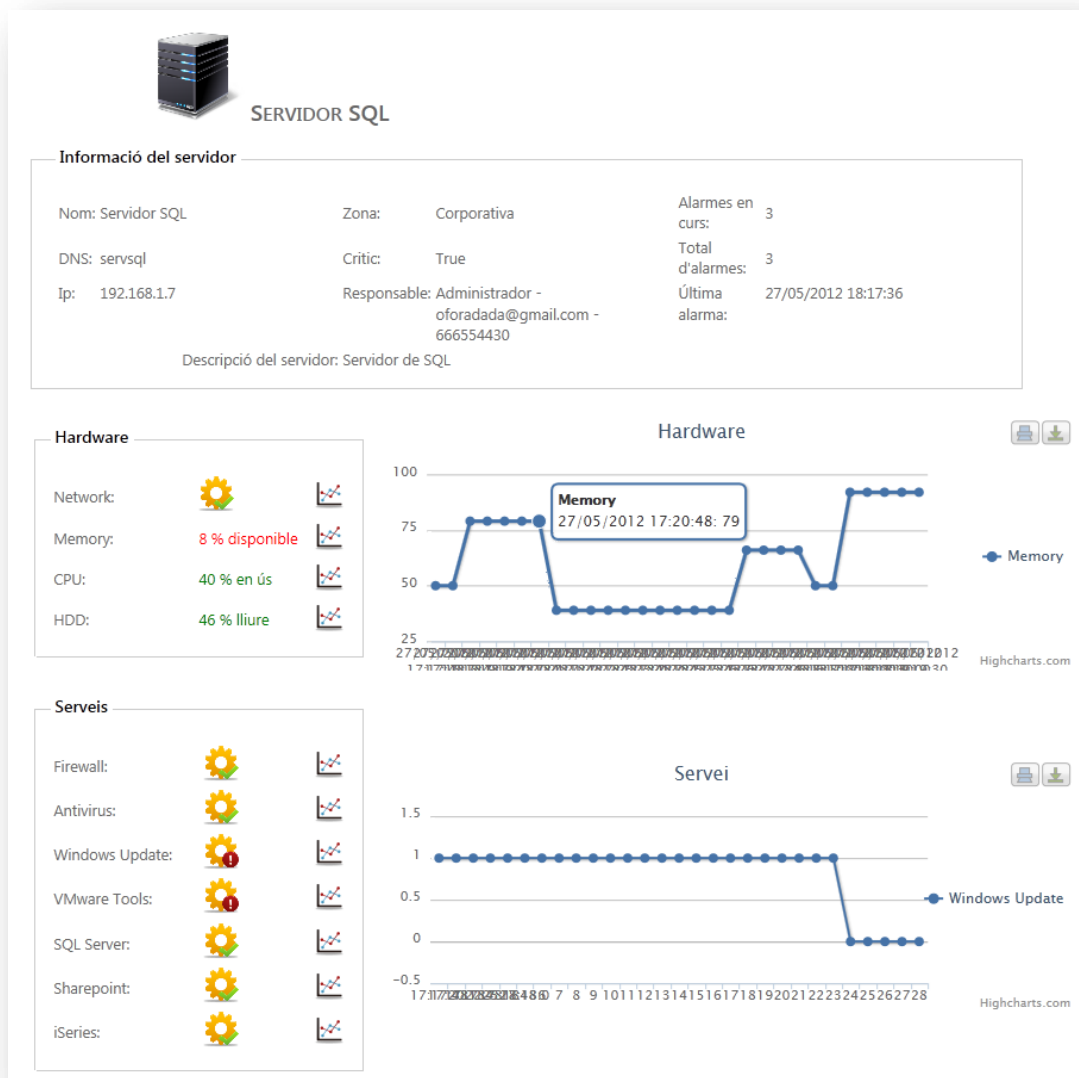 SERVIDOR SQL
Informació del servidor
Nom: Servidor SQL Zona: Corporativa Alarmes en curs: 3
DNS: servsql Critic: True Total d'alarmes: 3
Ip: 192.168.1.7 Responsable: Administrador - oforadada@gmail.com - 666554430 Última alarma: 27/05/2012 18:17:36
Descripció del servidor: Servidor de SQL
Hardware
Network:
Memory: 8 % disponible
CPU: 40 % en ús
HDD: 46 % lliure
Hardware
100
75
50
25
Memory
27/05/2012 17:20:48: 79
Memory
Highcharts.com
Serveis
Firewall:
Antivirus:
Windows Update:
VMware Tools:
SQL Server:
Sharepoint:
iSeries:
Servei
1.5
1
0.5
0
-0.5
7 8 9 10 11 12 13 14 15 16 17 18 19 20 21 22 23 24 25 26 27 28
Windows Update
Highcharts.com